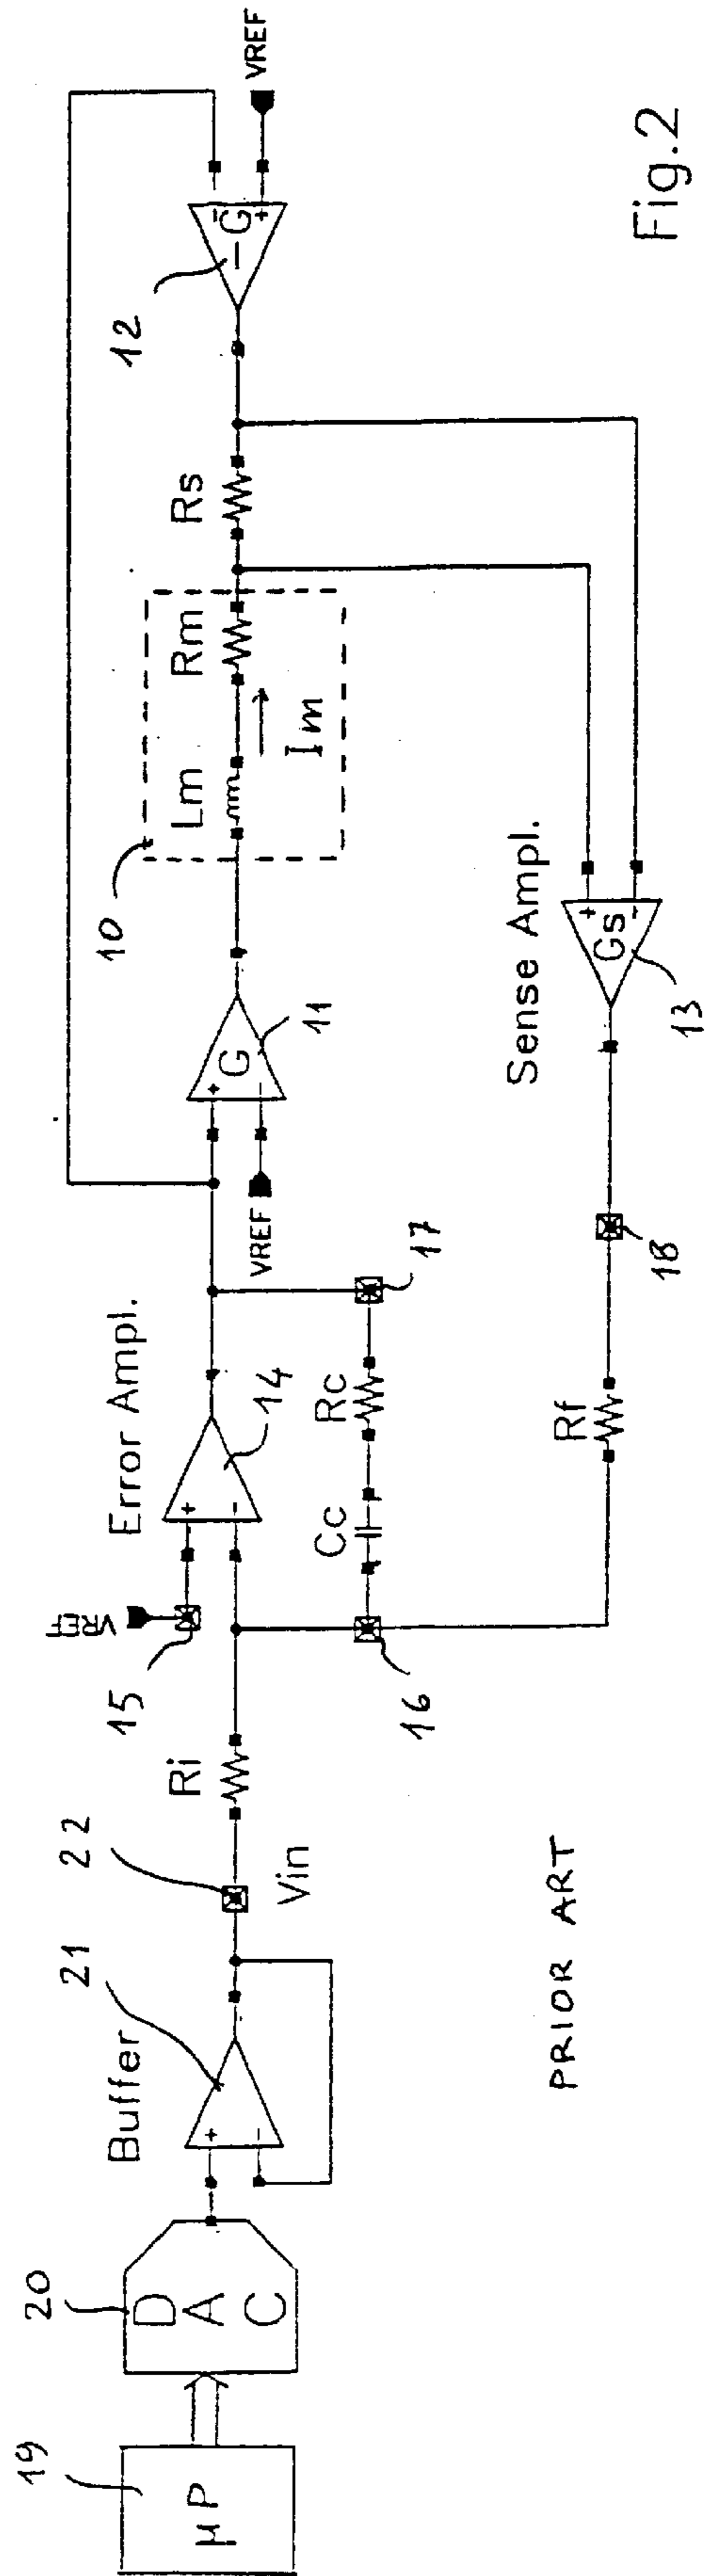 19
µP
20
D
A
C
Buffer
21
+
-
22
Vin
Ri
15
VREF
16
Error Ampl.
14
+
-
Cc
Rc
17
VREF
G
+
-
11
10
Lm
Rm
Im
Rs
12
-G
-
+
VREF
Sense Ampl.
Gs
+
-
13
18
Rf
PRIOR ART
Fig.2